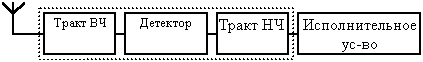 Тракт ВЧ
Детектор
Тракт НЧ
Исполнительное
ус-во